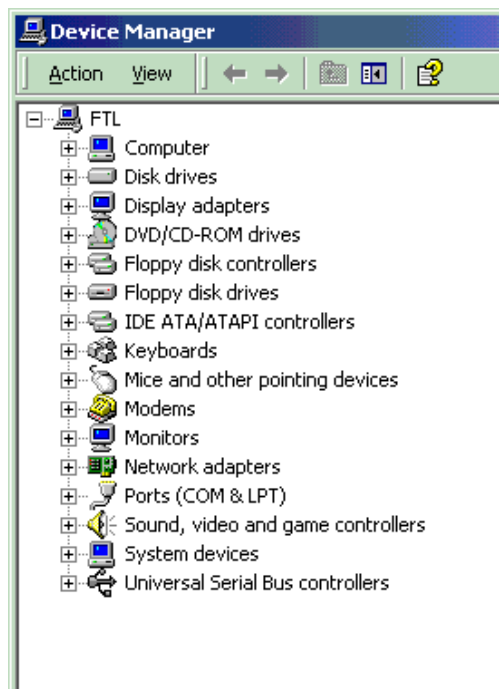 Device Manager
Action View
FTL
Computer
Disk drives
Display adapters
DVD/CD-ROM drives
Floppy disk controllers
Floppy disk drives
IDE ATA/ATAPI controllers
Keyboards
Mice and other pointing devices
Modems
Monitors
Network adapters
Ports (COM & LPT)
Sound, video and game controllers
System devices
Universal Serial Bus controllers